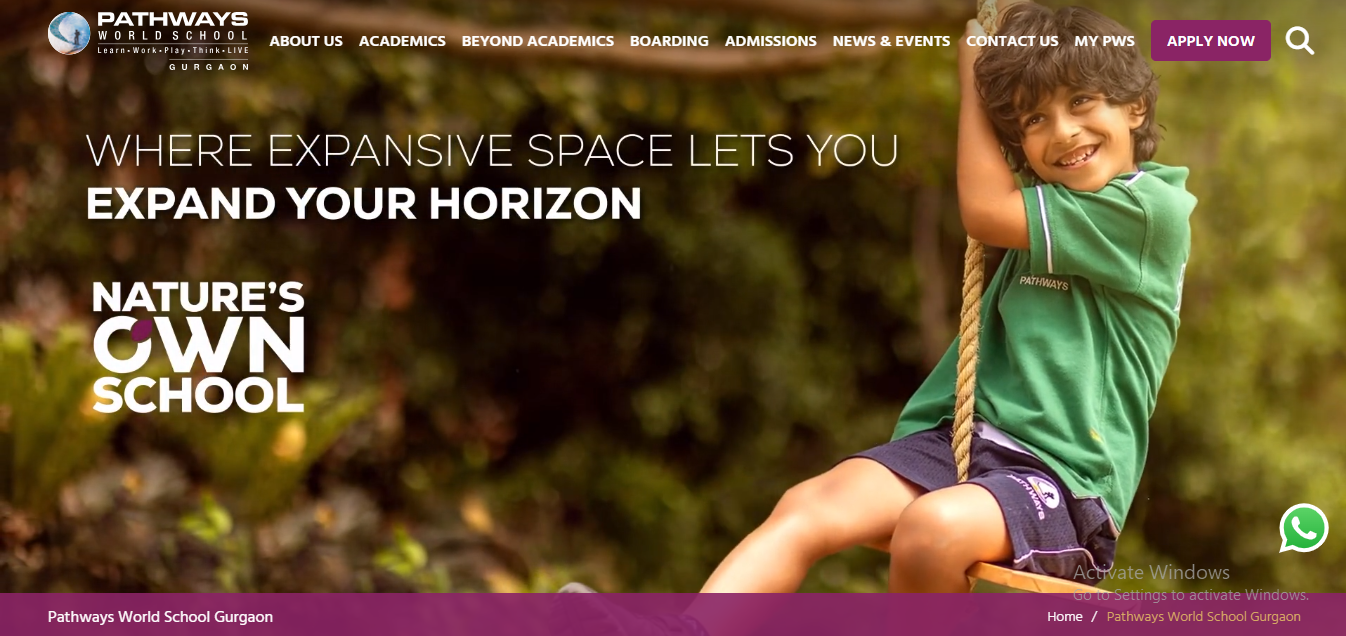 PATHWAYS
WORLD SCHOOL
Learn•Work•Play•Think•LIVE
GURGAON
ABOUT US ACADEMICS BEYOND ACADEMICS BOARDING ADMISSIONS NEWS & EVENTS CONTACT US MY PWS APPLY NOW
WHERE EXPANSIVE SPACE LETS YOU
EXPAND YOUR HORIZON
NATURE'S
OWN
SCHOOL
PATHWAYS
PATHWAYS
Activate Windows
Go to Settings to activate Windows.
Pathways World School Gurgaon
Home / Pathways World School Gurgaon